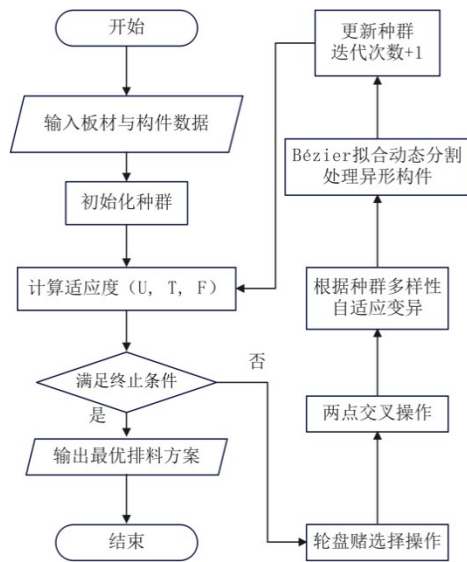 开始
输入板材与构件数据
初始化种群
计算适应度（U, T, F）
满足终止条件
是
否
输出最优排料方案
结束
轮盘赌选择操作
两点交叉操作
根据种群多样性
自适应变异
Bézier拟合动态分割
处理异形构件
更新种群
迭代次数+1